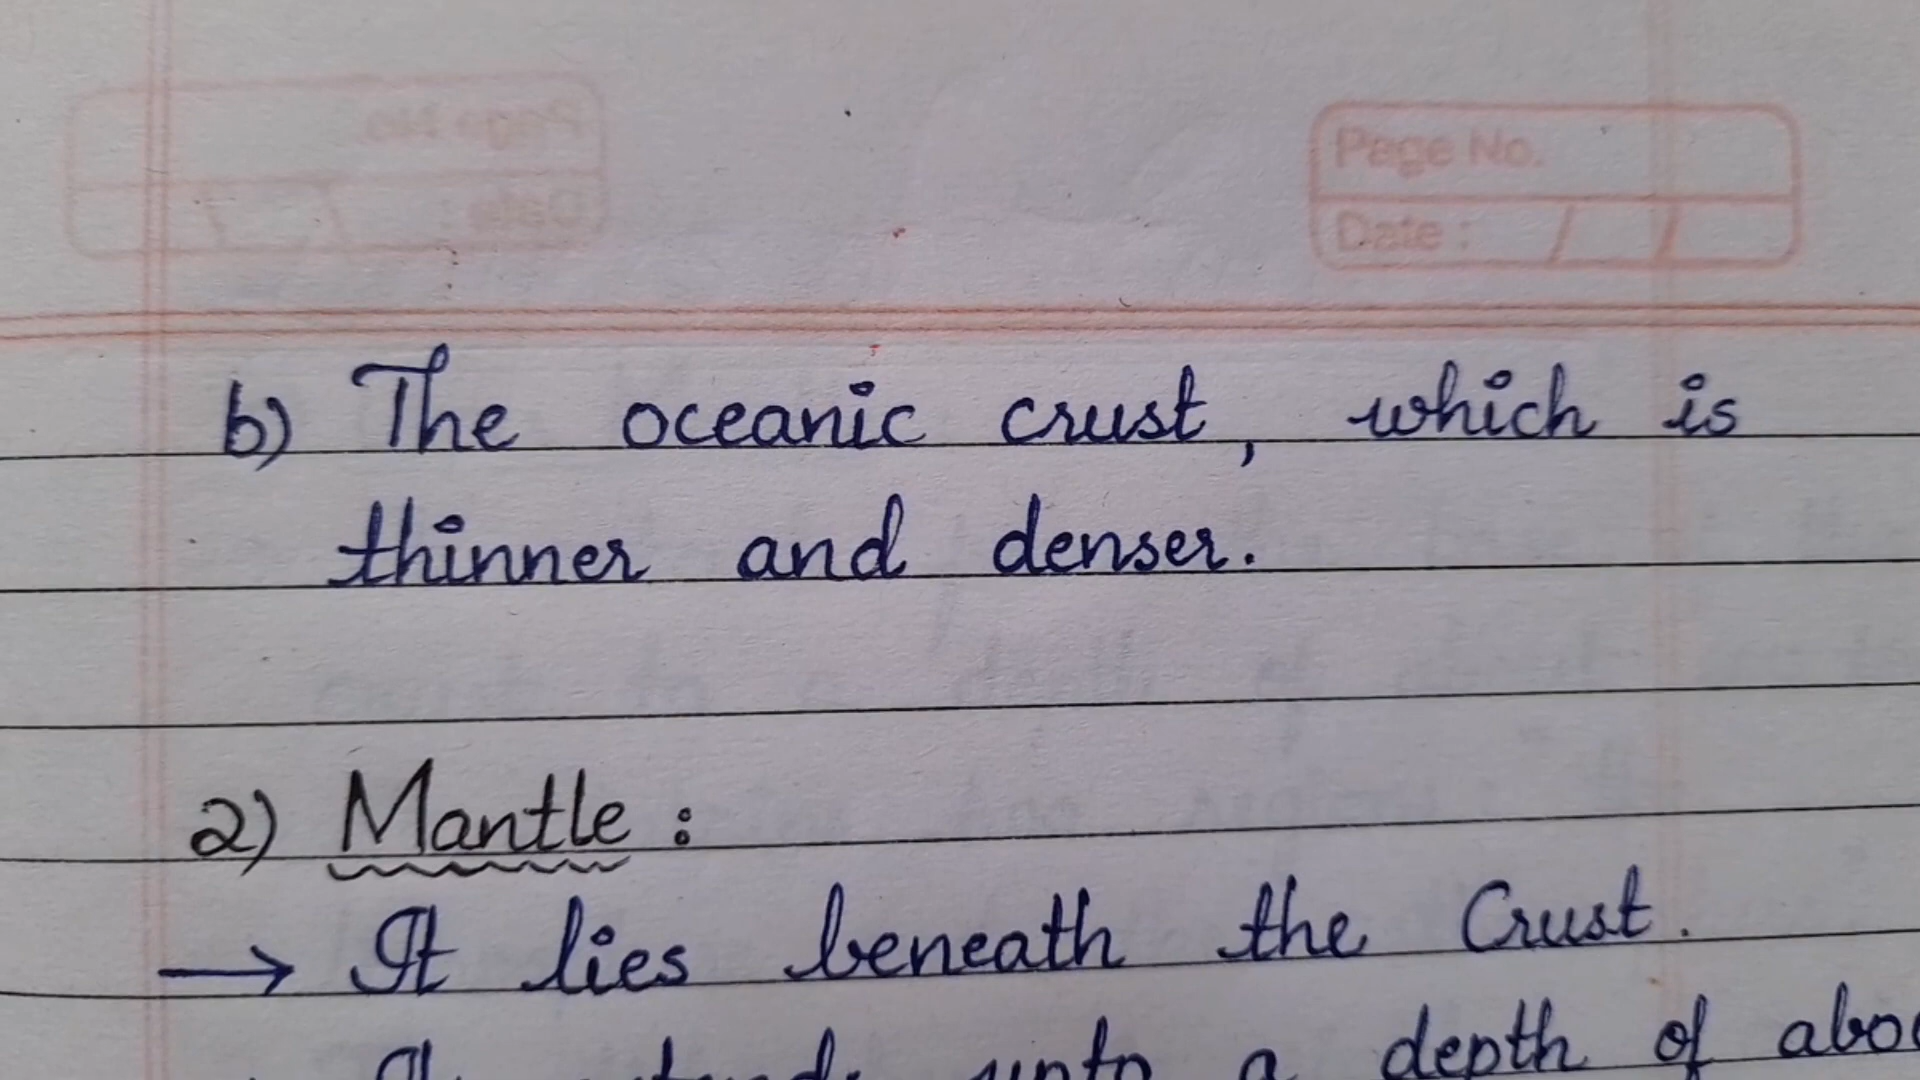 Page No.
Date : / /
b) The oceanic crust, which is
thinner and denser.
2) Mantle :
→ It lies beneath the Crust.
upto a depth of